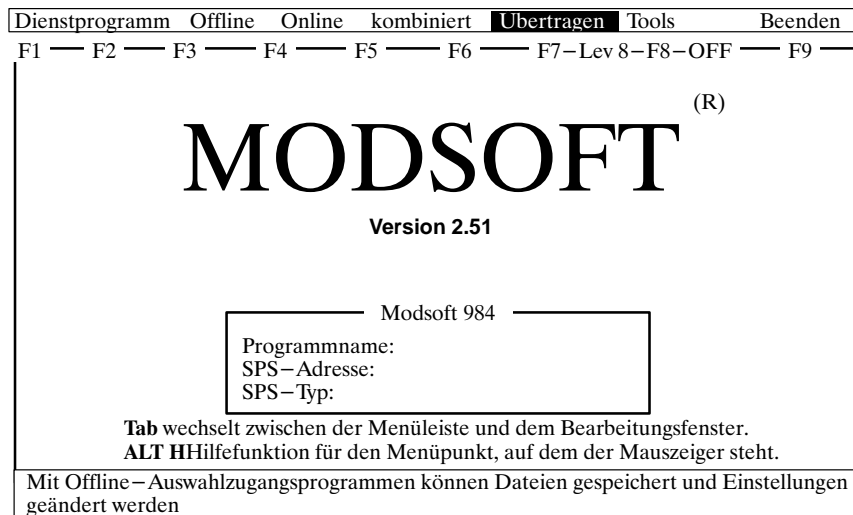 Dienstprogramm Offline Online kombiniert Übertragen Tools Beenden
F1 — F2 — F3 — F4 — F5 — F6 — F7–Lev 8–F8–OFF — F9 —
(R)
MODSOFT
Version 2.51
Modsoft 984
Programmname:
SPS–Adresse:
SPS–Typ:
Tab wechselt zwischen der Menüleiste und dem Bearbeitungsfenster.
ALT HHilfefunktion für den Menüpunkt, auf dem der Mauszeiger steht.
Mit Offline–Auswahlzugangsprogrammen können Dateien gespeichert und Einstellungen
geändert werden